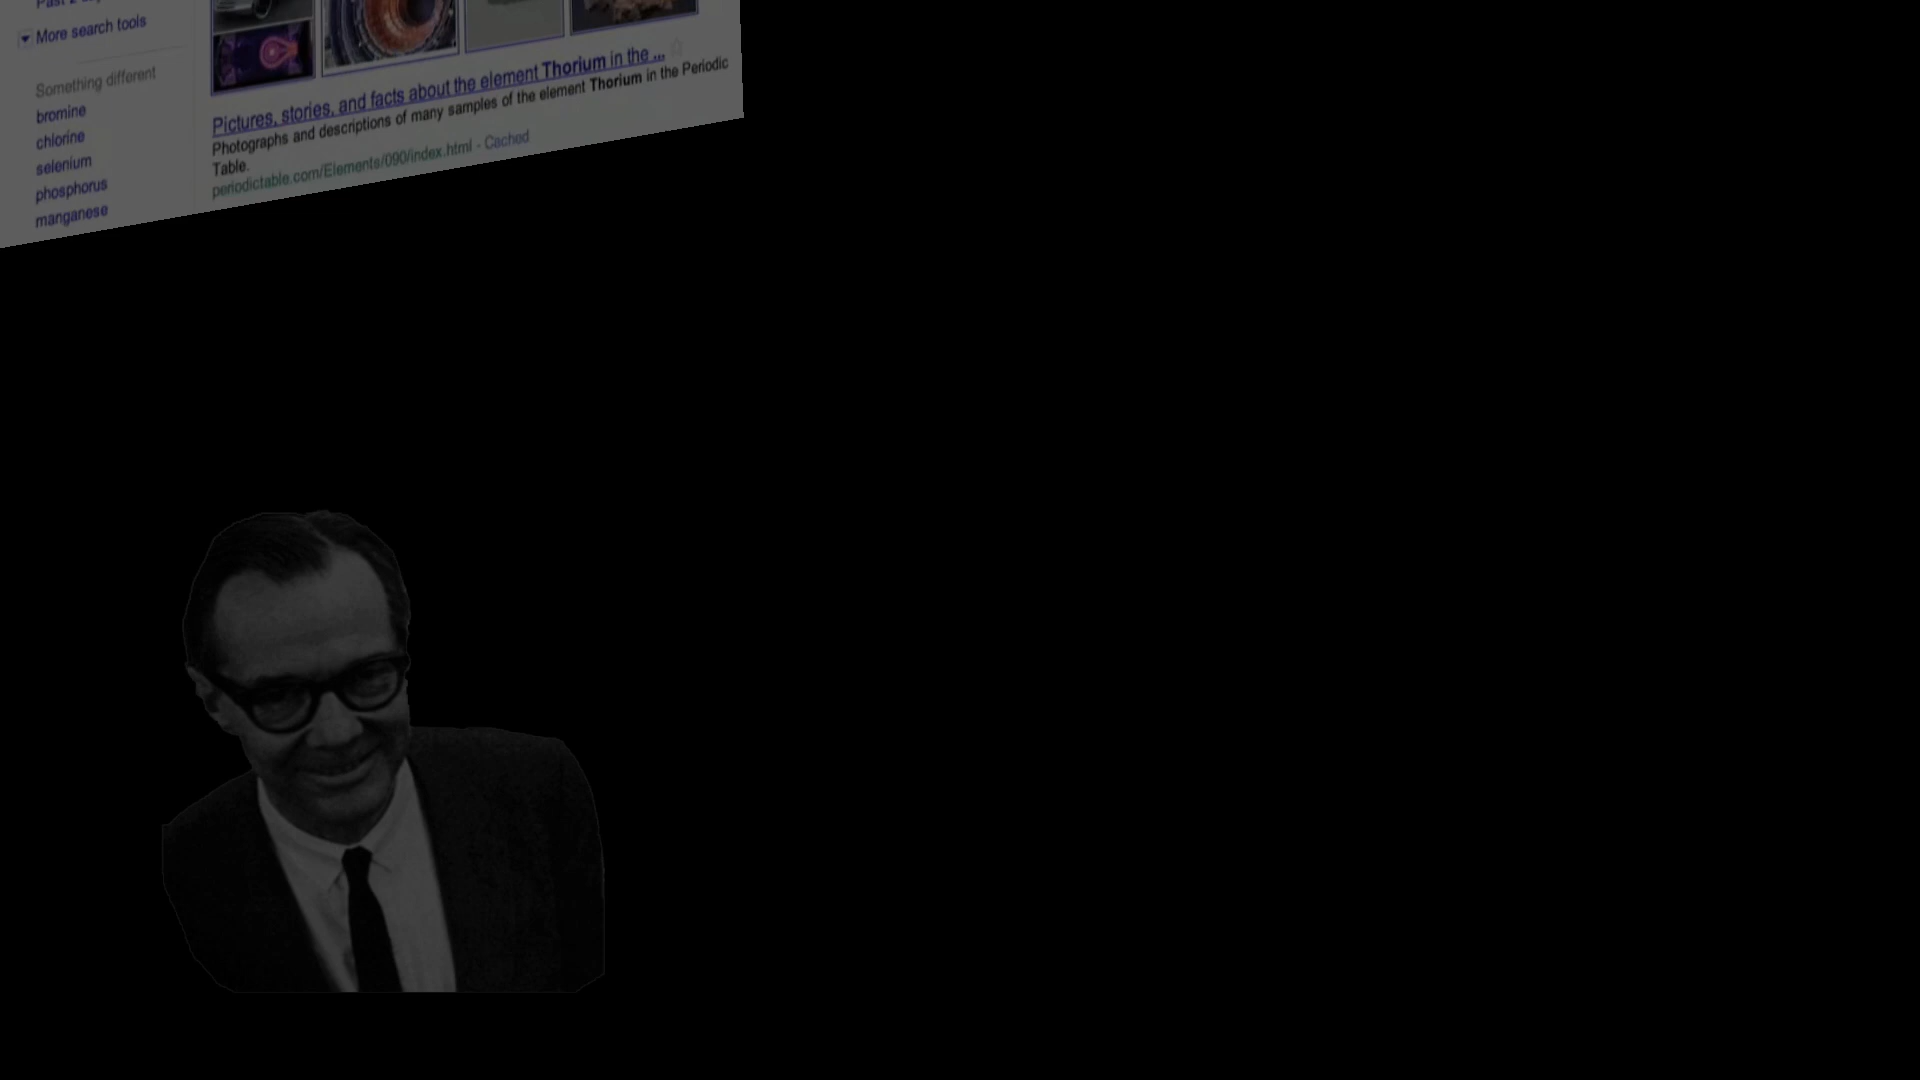 More search tools
Something different
bromine
chlorine
selenium
phosphorus
manganese
Pictures, stories, and facts about the element Thorium in the ...
Photographs and descriptions of many samples of the element Thorium in the Periodic
Table.
periodictable.com/Elements/090/index.html - Cached